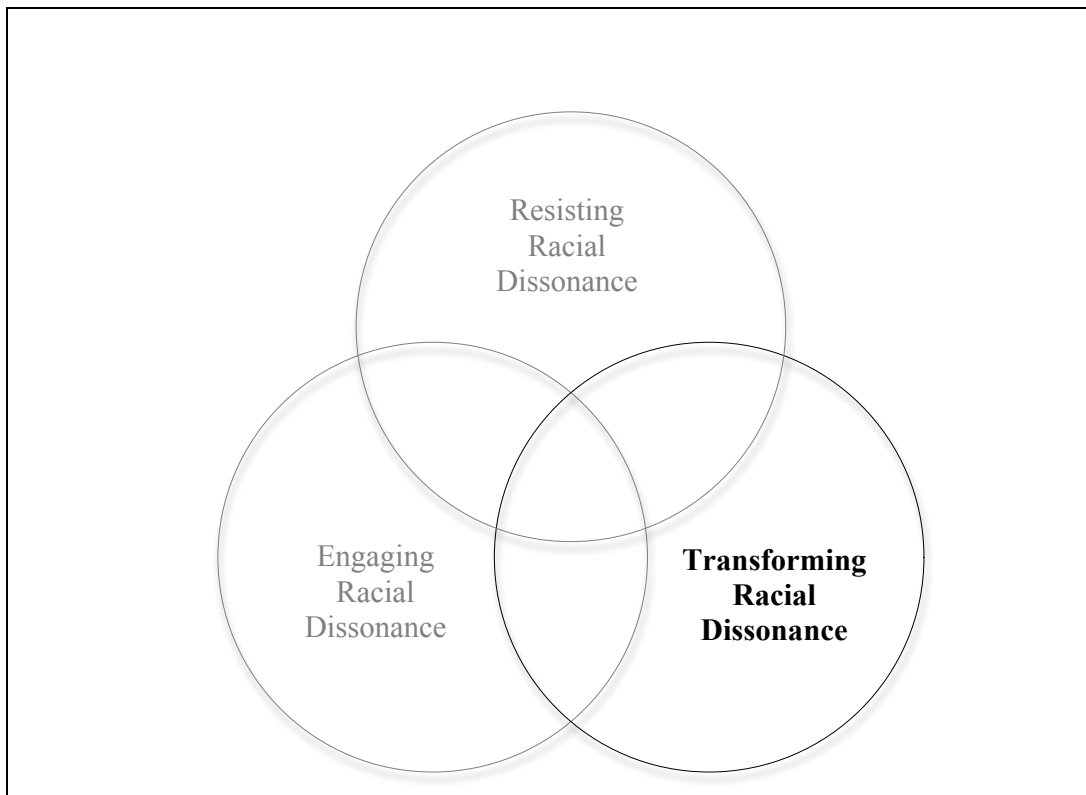 Resisting
Racial
Dissonance
Engaging
Racial
Dissonance
Transforming
Racial
Dissonance